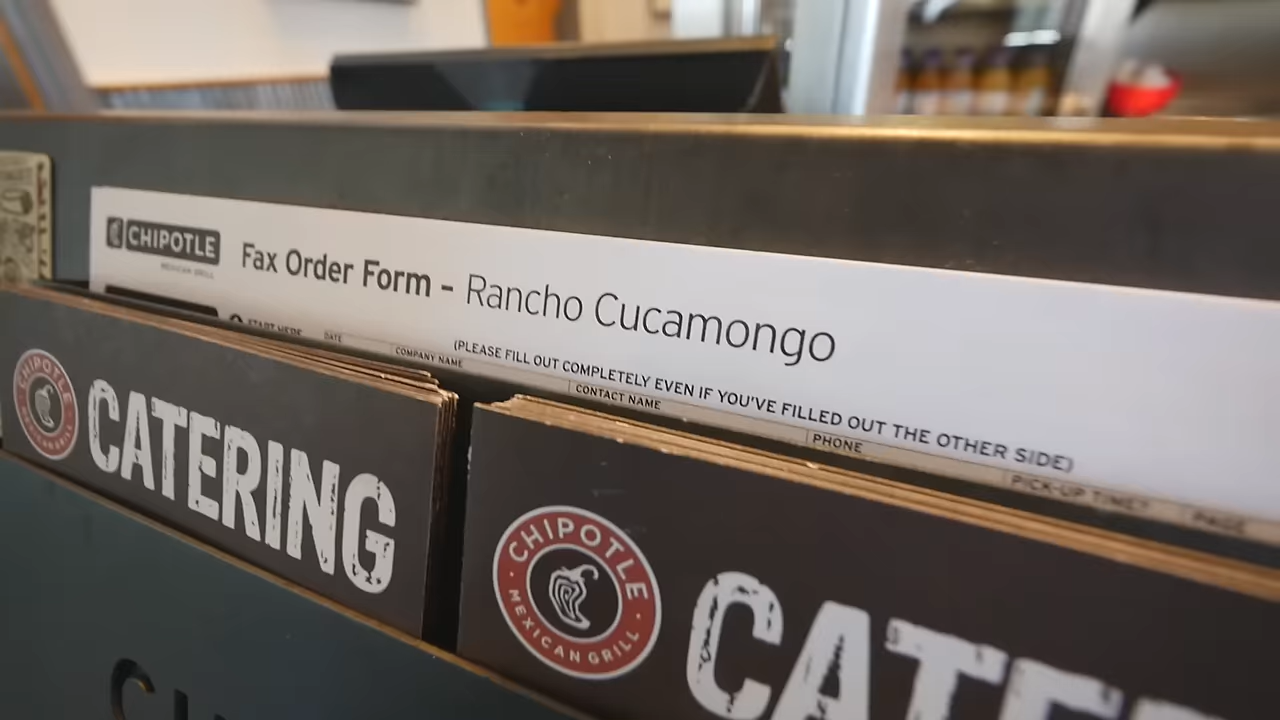 CHIPOTLE
MEXICAN GRILL
Fax Order Form - Rancho Cucamongo
(PLEASE FILL OUT COMPLETELY EVEN IF YOU'VE FILLED OUT THE OTHER SIDE)
START HERE
DATE
COMPANY NAME
CONTACT NAME
PHONE
PICK-UP TIME?
PAGE
CHIPOTLE
MEXICAN GRILL
CATERING
CHIPOTLE
MEXICAN GRILL
CATE